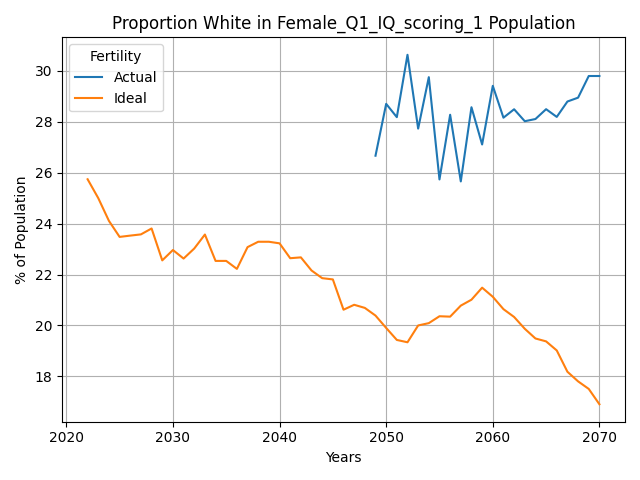 Proportion White in Female_Q1_IQ_scoring_1 Population
Fertility
Actual
Ideal
% of Population
30
28
26
24
22
20
18
2020 2030 2040 2050 2060 2070
Years